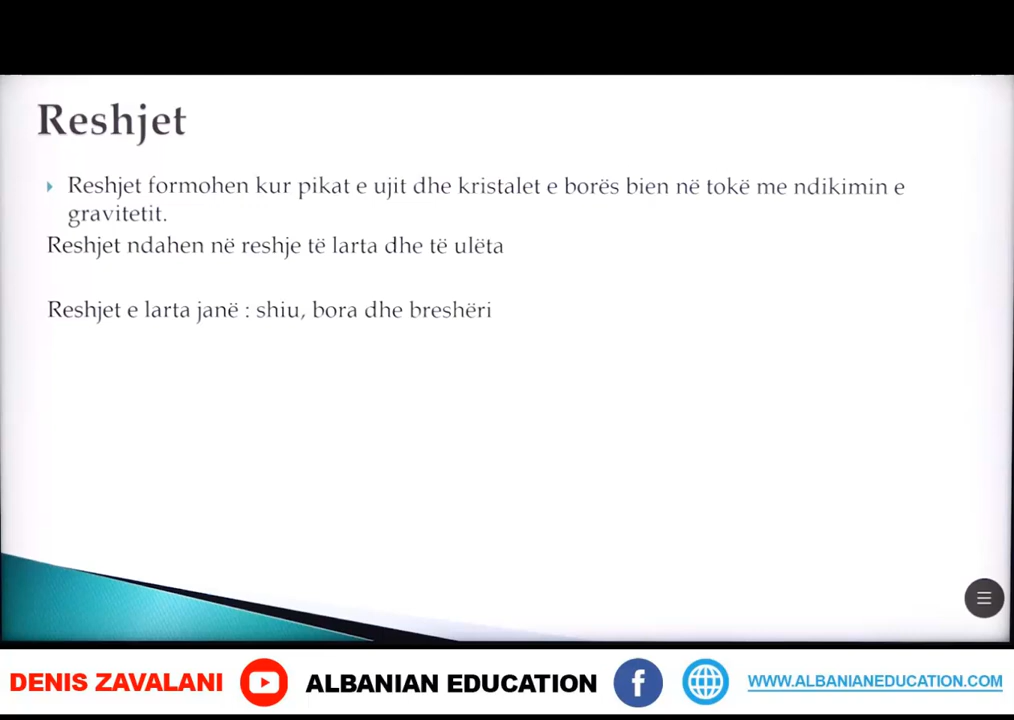 Reshjet
Reshjet formohen kur pikat e ujit dhe kristalet e borës bien në tokë me ndikimin e
gravitetit.
Reshjet ndahen në reshje të larta dhe të ulëta
Reshjet e larta janë : shiu, bora dhe breshëri
DENIS ZAVALANI ALBANIAN EDUCATION f WWW.ALBANIANEDUCATION.COM